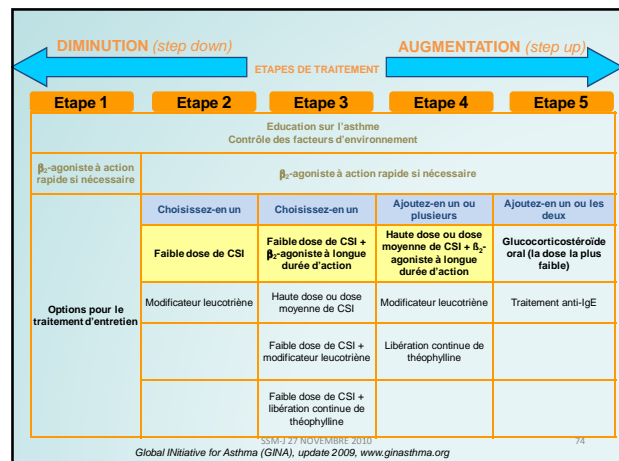 DIMINUTION (step down)
AUGMENTATION (step up)
ETAPES DE TRAITEMENT
Etape 1
Etape 2
Etape 3
Etape 4
Etape 5
Education sur l'asthme
Contrôle des facteurs d'environnement
β₂-agoniste à action
rapide si nécessaire
β₂-agoniste à action rapide si nécessaire
Options pour le
traitement d'entretien
Choisissez-en un
Choisissez-en un
Ajoutez-en un ou
plusieurs
Ajoutez-en un ou les
deux
Faible dose de CSI
Faible dose de CSI +
β₂-agoniste à longue
durée d'action
Haute dose ou dose
moyenne de CSI + ß₂-
agoniste à longue
durée d'action
Glucocorticostéroïde
oral (la dose la plus
faible)
Modificateur leucotriène
Haute dose ou dose
moyenne de CSI
Modificateur leucotriène
Traitement anti-IgE
Faible dose de CSI +
modificateur leucotriène
Libération continue de
théophylline
Faible dose de CSI +
libération continue de
théophylline
SSM-J 27 NOVEMBRE 2010
74
Global INitiative for Asthma (GINA), update 2009, www.ginasthma.org